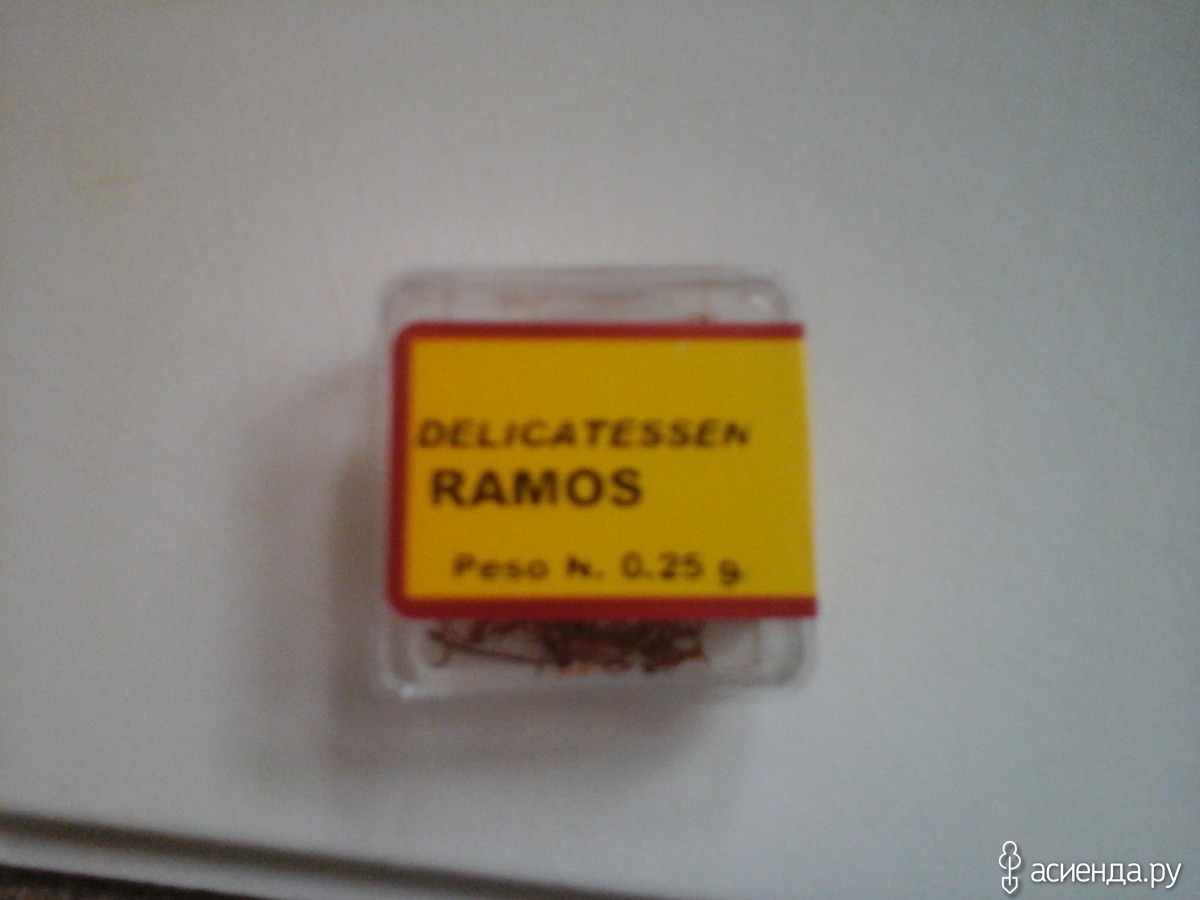 DELICATESSEN
RAMOS
Peso N. 0.25 g.
асиенда.ру